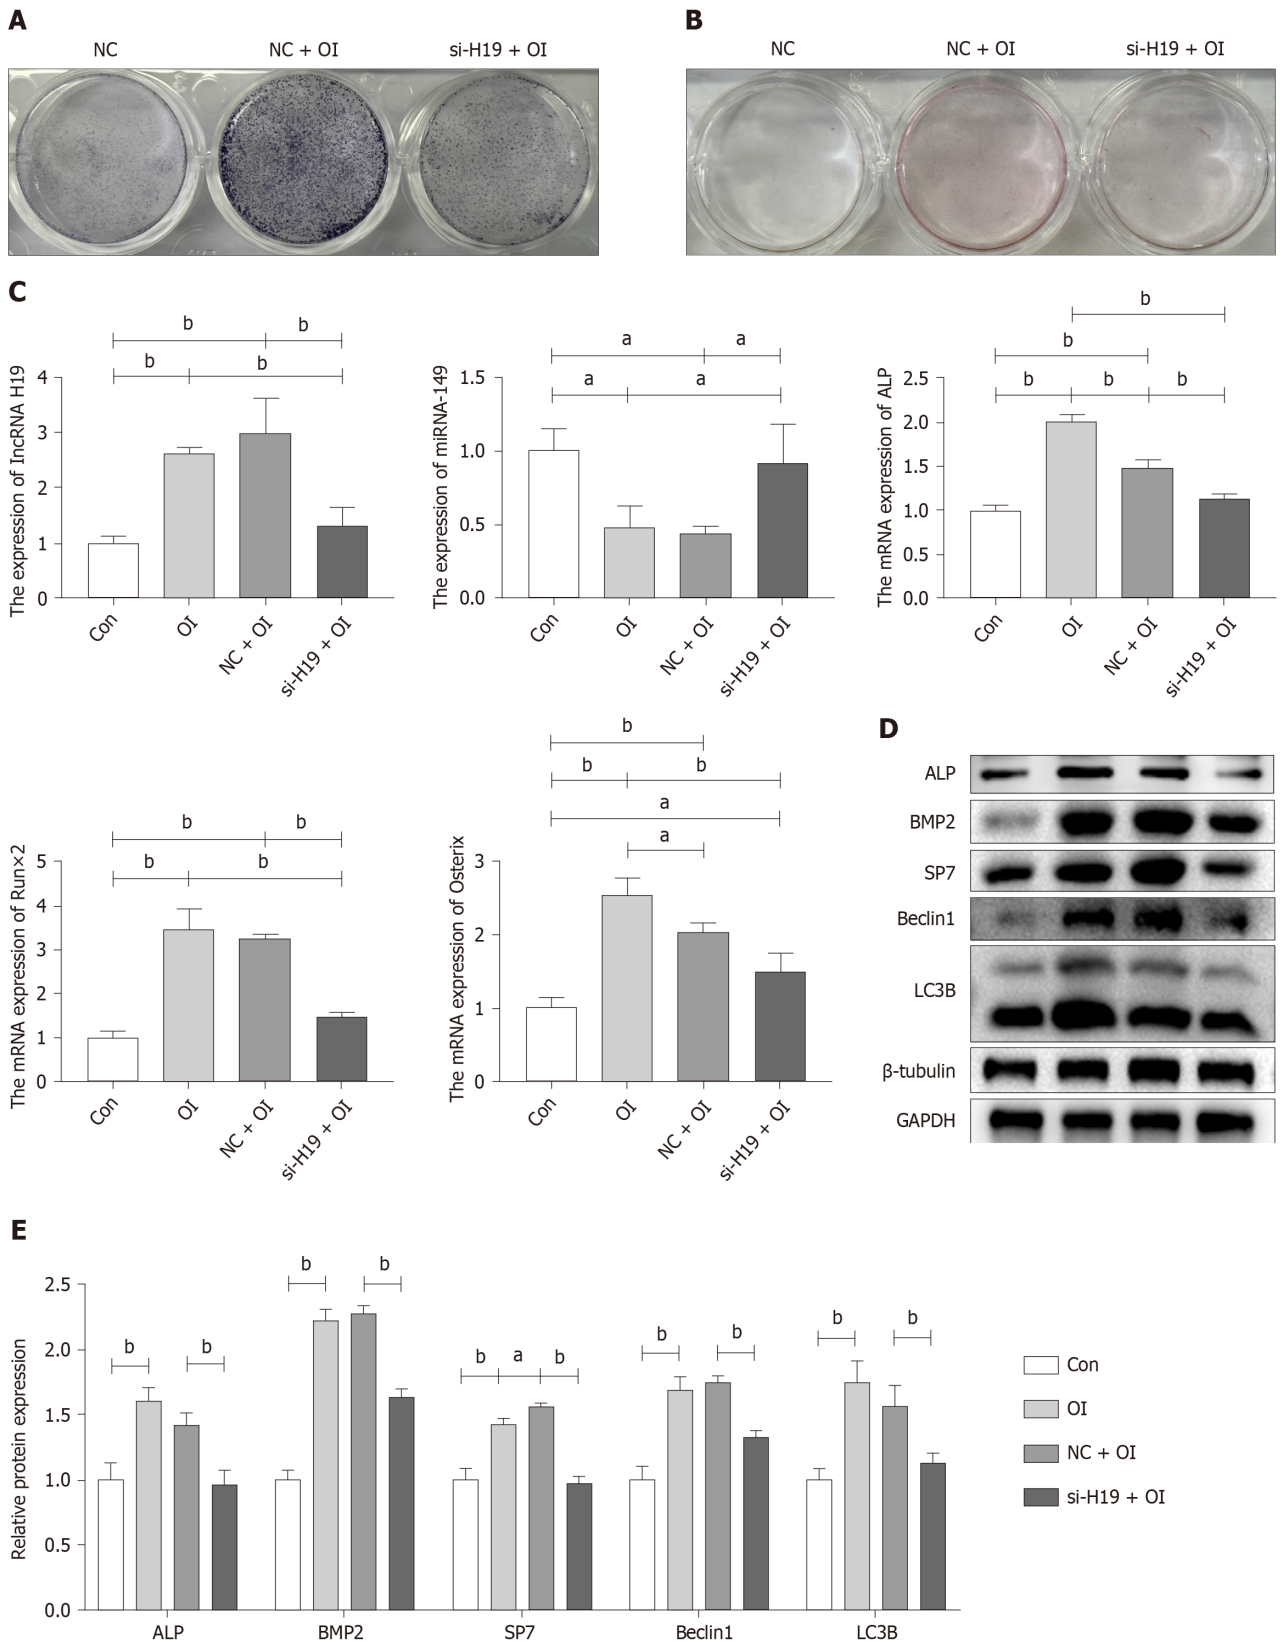 A
NC
NC + OI
si-H19 + OI
B
NC
NC + OI
si-H19 + OI
C
b
b
b
b
The expression of lncRNA H19
4
3
2
1
0
Con
OI
NC + OI
si-H19 + OI
a
a
a
a
The expression of miRNA-149
1.5
1.0
0.5
0.0
Con
OI
NC + OI
si-H19 + OI
b
b
b
b
b
The mRNA expression of ALP
2.5
2.0
1.5
1.0
0.5
0.0
Con
OI
NC + OI
si-H19 + OI
b
b
b
b
The mRNA expression of Run×2
5
4
3
2
1
0
Con
OI
NC + OI
si-H19 + OI
b
b
b
a
a
The mRNA expression of Osterix
3
2
1
0
Con
OI
NC + OI
si-H19 + OI
D
ALP
BMP2
SP7
Beclin1
LC3B
β-tubulin
GAPDH
E
Relative protein expression
2.5
2.0
1.5
1.0
0.5
0.0
b
b
b
b
b
a
b
b
b
b
b
ALP
BMP2
SP7
Beclin1
LC3B
Con
OI
NC + OI
si-H19 + OI